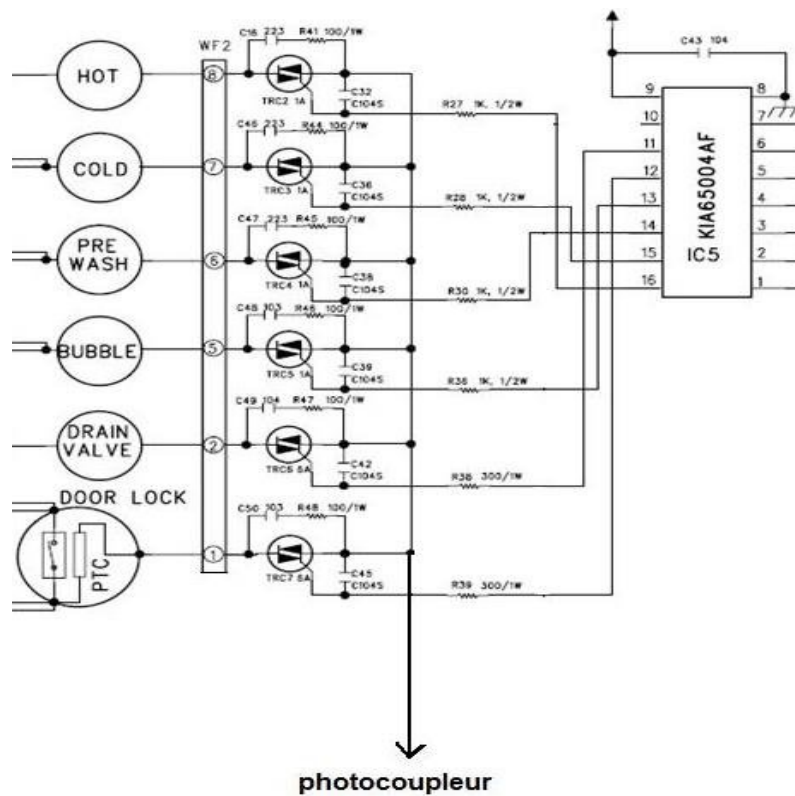 C16 223 R41 100/1W
WF2
C43 104
HOT
8
TRC2 1A
C32
C104S
R27 1K, 1/2W
9
8
10
7
C46 223 R44 100/1W
COLD
7
TRC3 1A
C36
C104S
R28 1K, 1/2W
11
6
12
5
13
4
14
3
15
2
16
1
KIA65004AF
IC5
C47 223 R45 100/1W
PRE
WASH
6
TRC4 1A
C38
C104S
R30 1K, 1/2W
C48 103 R46 100/1W
BUBBLE
5
TRC5 1A
C39
C104S
R36 1K, 1/2W
C49 104 R47 100/1W
DRAIN
VALVE
2
TRC6 6A
C42
C104S
R38 300/1W
DOOR LOCK
C50 103 R48 100/1W
PTC
1
TRC7 6A
C45
C104S
R39 300/1W
photocoupleur